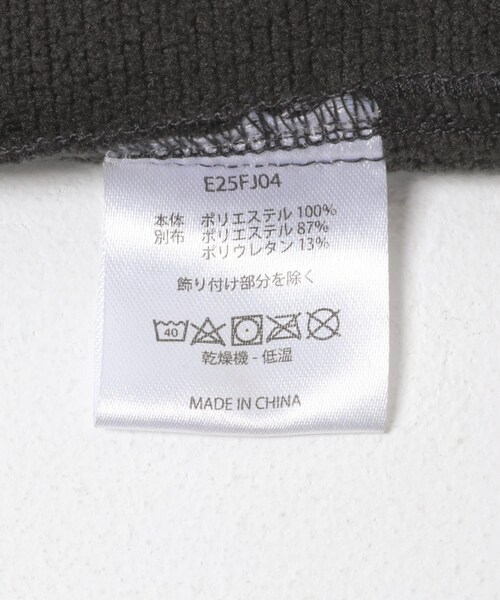 E25FJ04
本体 ポリエステル 100%
別布 ポリエステル 87%
ポリウレタン 13%
飾り付け部分を除く
40
乾燥機 - 低温
MADE IN CHINA